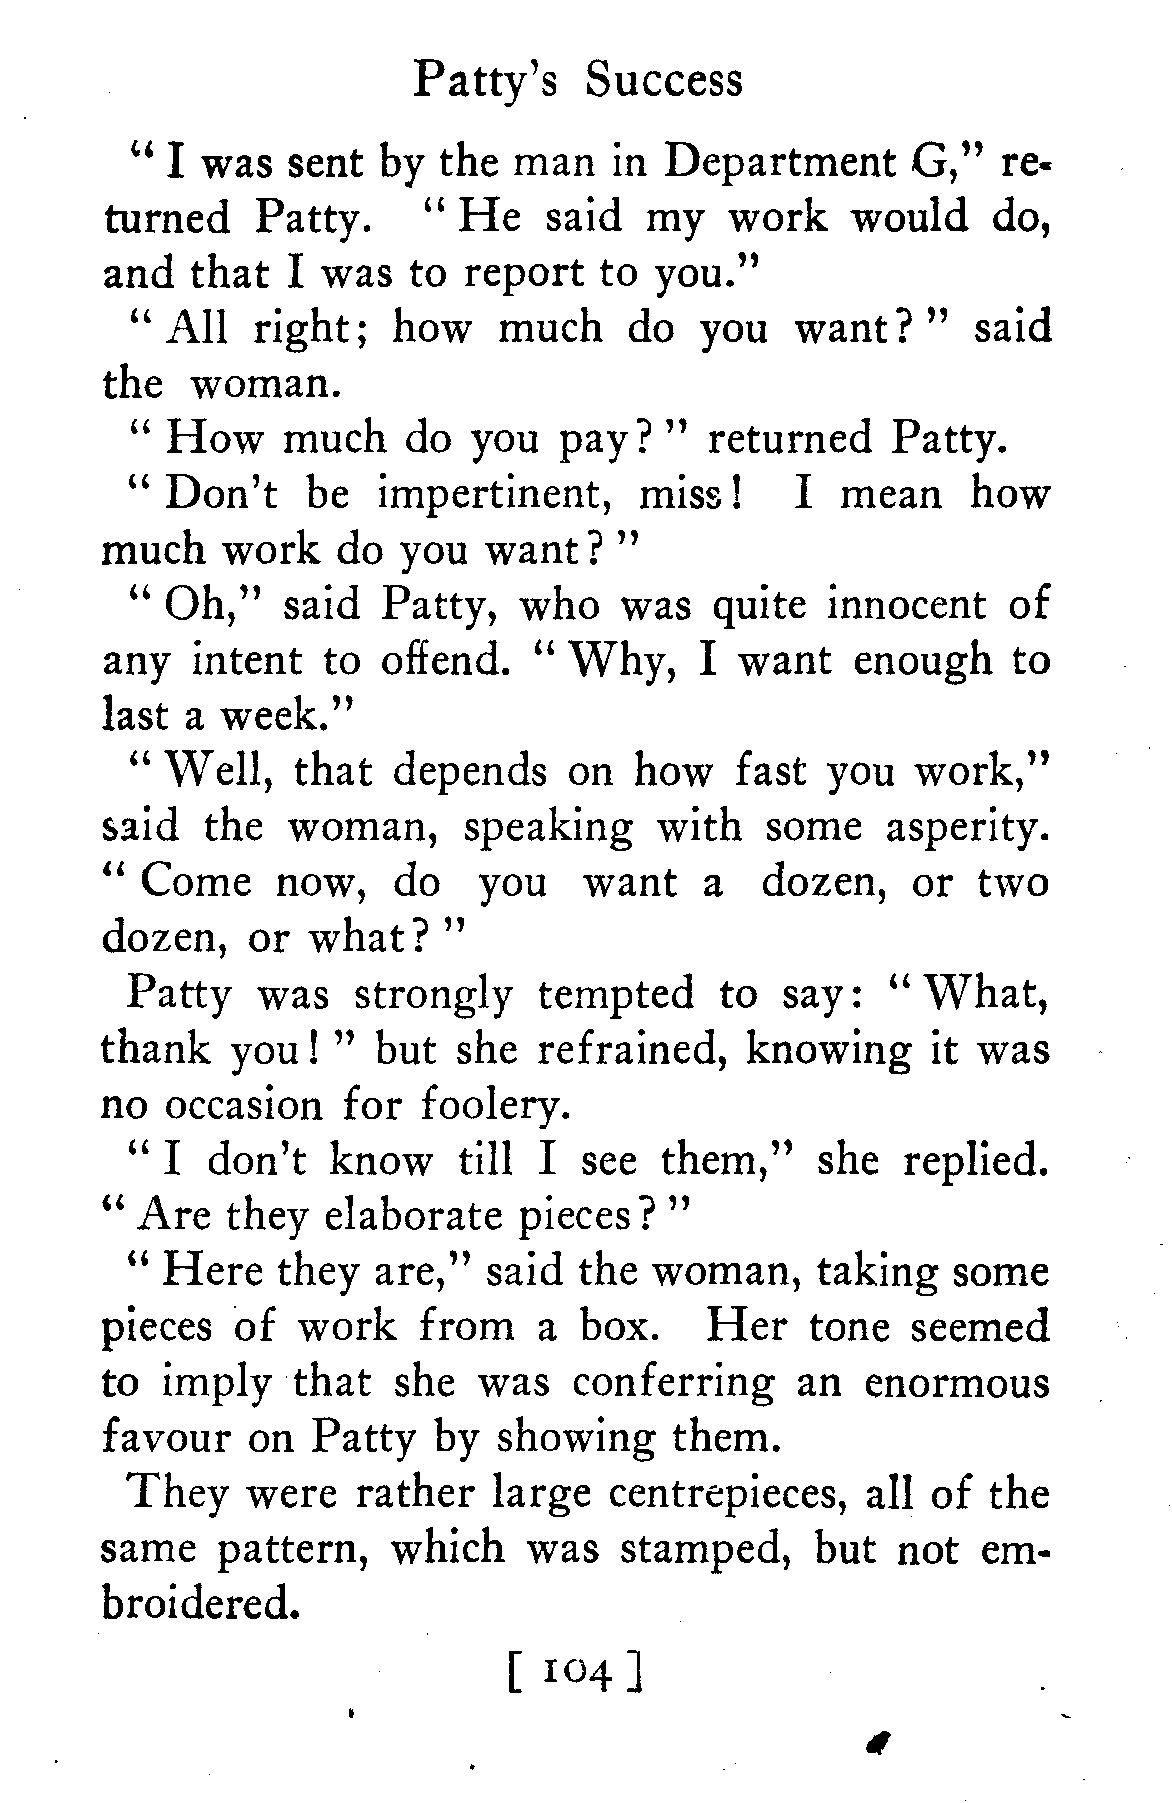 Patty's Success
" I was sent by the man in Department G," re-
turned Patty. " He said my work would do,
and that I was to report to you."
" All right; how much do you want? " said
the woman.
" How much do you pay? " returned Patty.
" Don't be impertinent, miss! I mean how
much work do you want? "
" Oh," said Patty, who was quite innocent of
any intent to offend. " Why, I want enough to
last a week."
" Well, that depends on how fast you work,"
said the woman, speaking with some asperity.
" Come now, do you want a dozen, or two
dozen, or what? "
Patty was strongly tempted to say: " What,
thank you! " but she refrained, knowing it was
no occasion for foolery.
" I don't know till I see them," she replied.
" Are they elaborate pieces? "
" Here they are," said the woman, taking some
pieces of work from a box. Her tone seemed
to imply that she was conferring an enormous
favour on Patty by showing them.
They were rather large centrepieces, all of the
same pattern, which was stamped, but not em-
broidered.
[ 104 ]